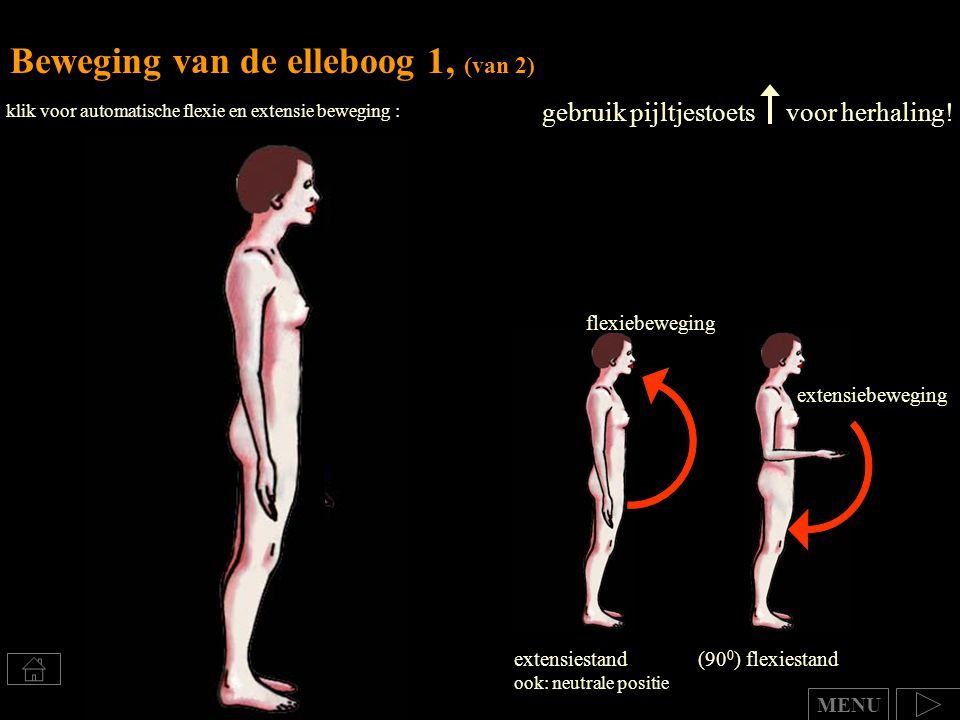 Beweging van de elleboog 1, (van 2)
klik voor automatische flexie en extensie beweging :
gebruik pijltjestoets voor herhaling!
flexiebeweging
extensiebeweging
extensiestand
ook: neutrale positie
(90⁰) flexiestand
MENU